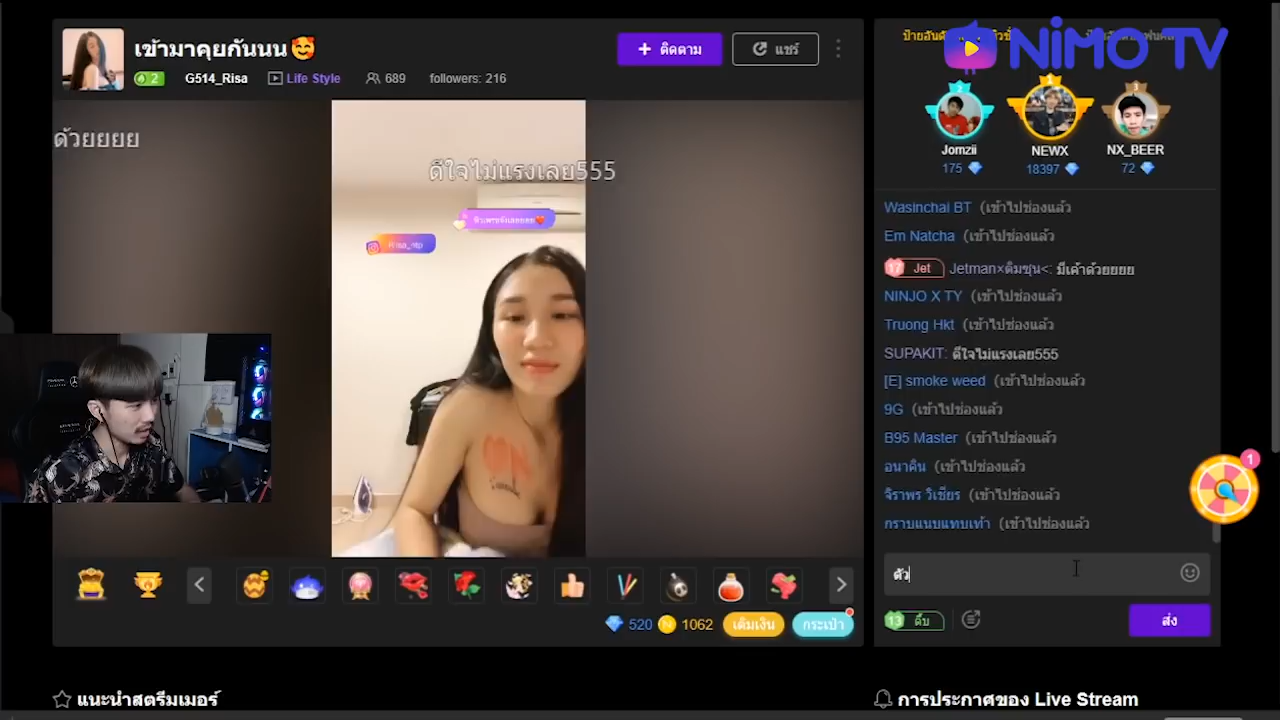 เข้ามาคุยกันนน
2 G514_Risa Life Style 689 followers: 216
+ ติดตาม
แชร์
NiMO TV
ด้วยยยย
ดีใจไม่แรงเลย555
1
2
3
Jomzii
175
NEWX
18397
NX_BEER
72
Wasinchai BT (เข้าไปช่องแล้ว
Em Natcha (เข้าไปช่องแล้ว
17 Jet Jetman×ติมชุน<: มีเค้าด้วยยยย
NINJO X TY (เข้าไปช่องแล้ว
Truong Hkt (เข้าไปช่องแล้ว
SUPAKIT: ดีใจไม่แรงเลย555
[E] smoke weed (เข้าไปช่องแล้ว
9G (เข้าไปช่องแล้ว
B95 Master (เข้าไปช่องแล้ว
อนาคิน (เข้าไปช่องแล้ว
จิราพร วิเชียร (เข้าไปช่องแล้ว
กราบแนบแทบเท้า (เข้าไปช่องแล้ว
ตัว
13 ดิ๊บ
ส่ง
520 1062 เติมเงิน กระเป๋า
แนะนำสตรีมเมอร์
การประกาศของ Live Stream